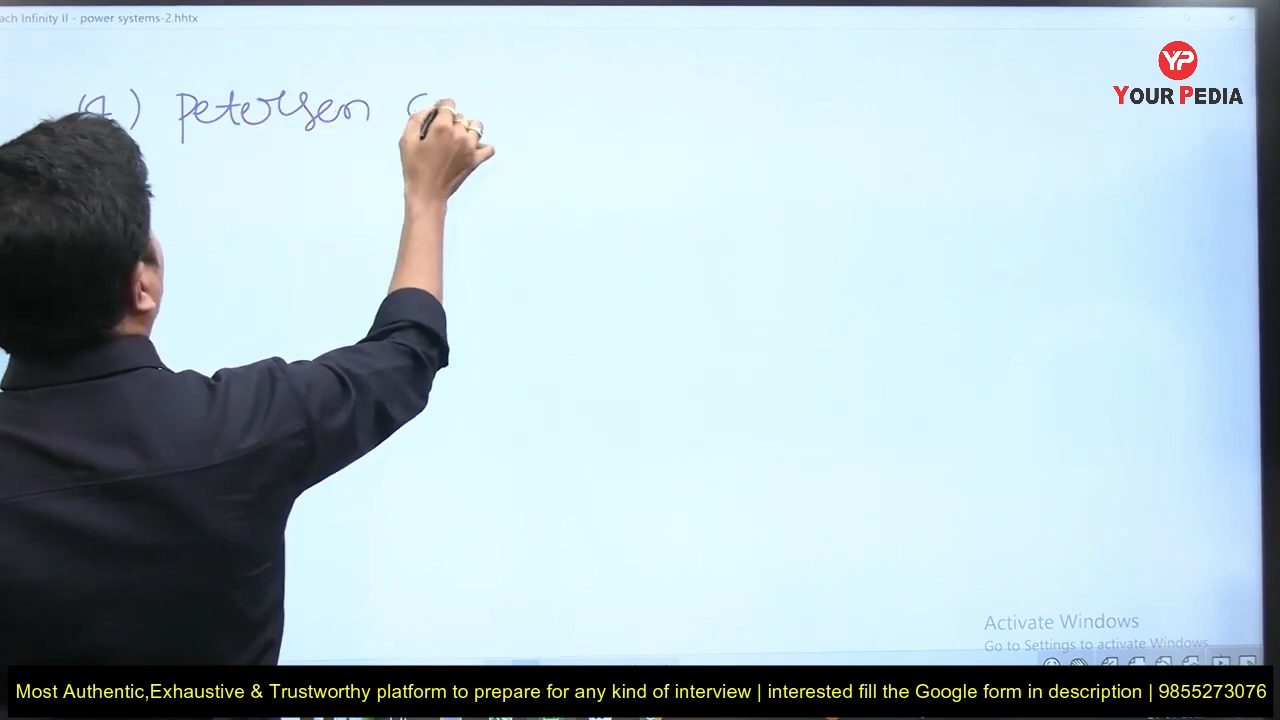 ach Infinity II - power systems-2.hhtx
YP
YOUR PEDIA
(4) Petersen C
Activate Windows
Go to Settings to activate Windows.
Most Authentic,Exhaustive & Trustworthy platform to prepare for any kind of interview | interested fill the Google form in description | 9855273076